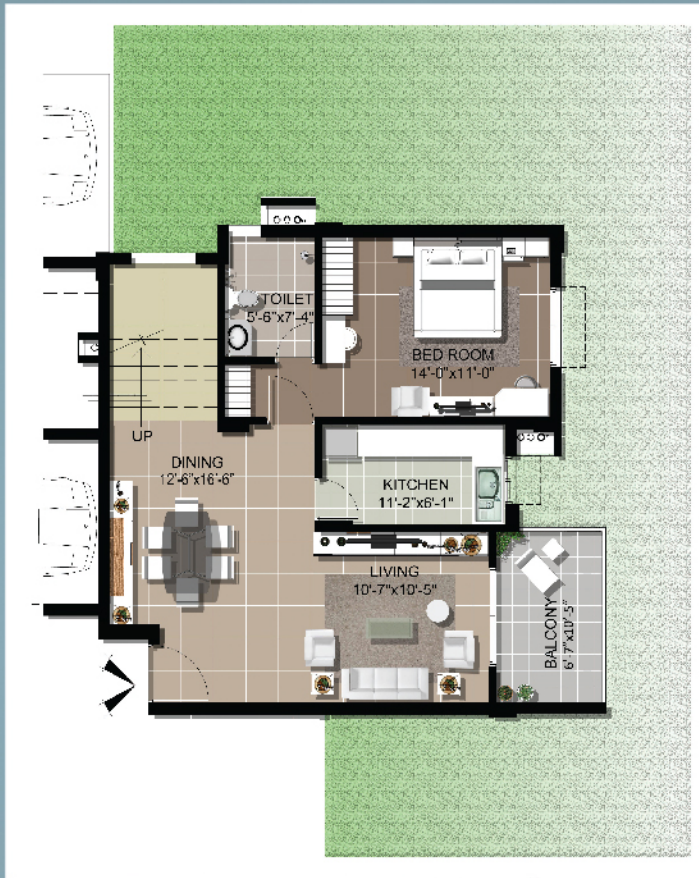 TOILET
5'-6"x7'-4"
BED ROOM
14'-0"x11'-0"
UP
DINING
12'-6"x16'-6"
KITCHEN
11'-2"x6'-1"
LIVING
10'-7"x10'-5"
BALCONY
6'-7"x10'-5"